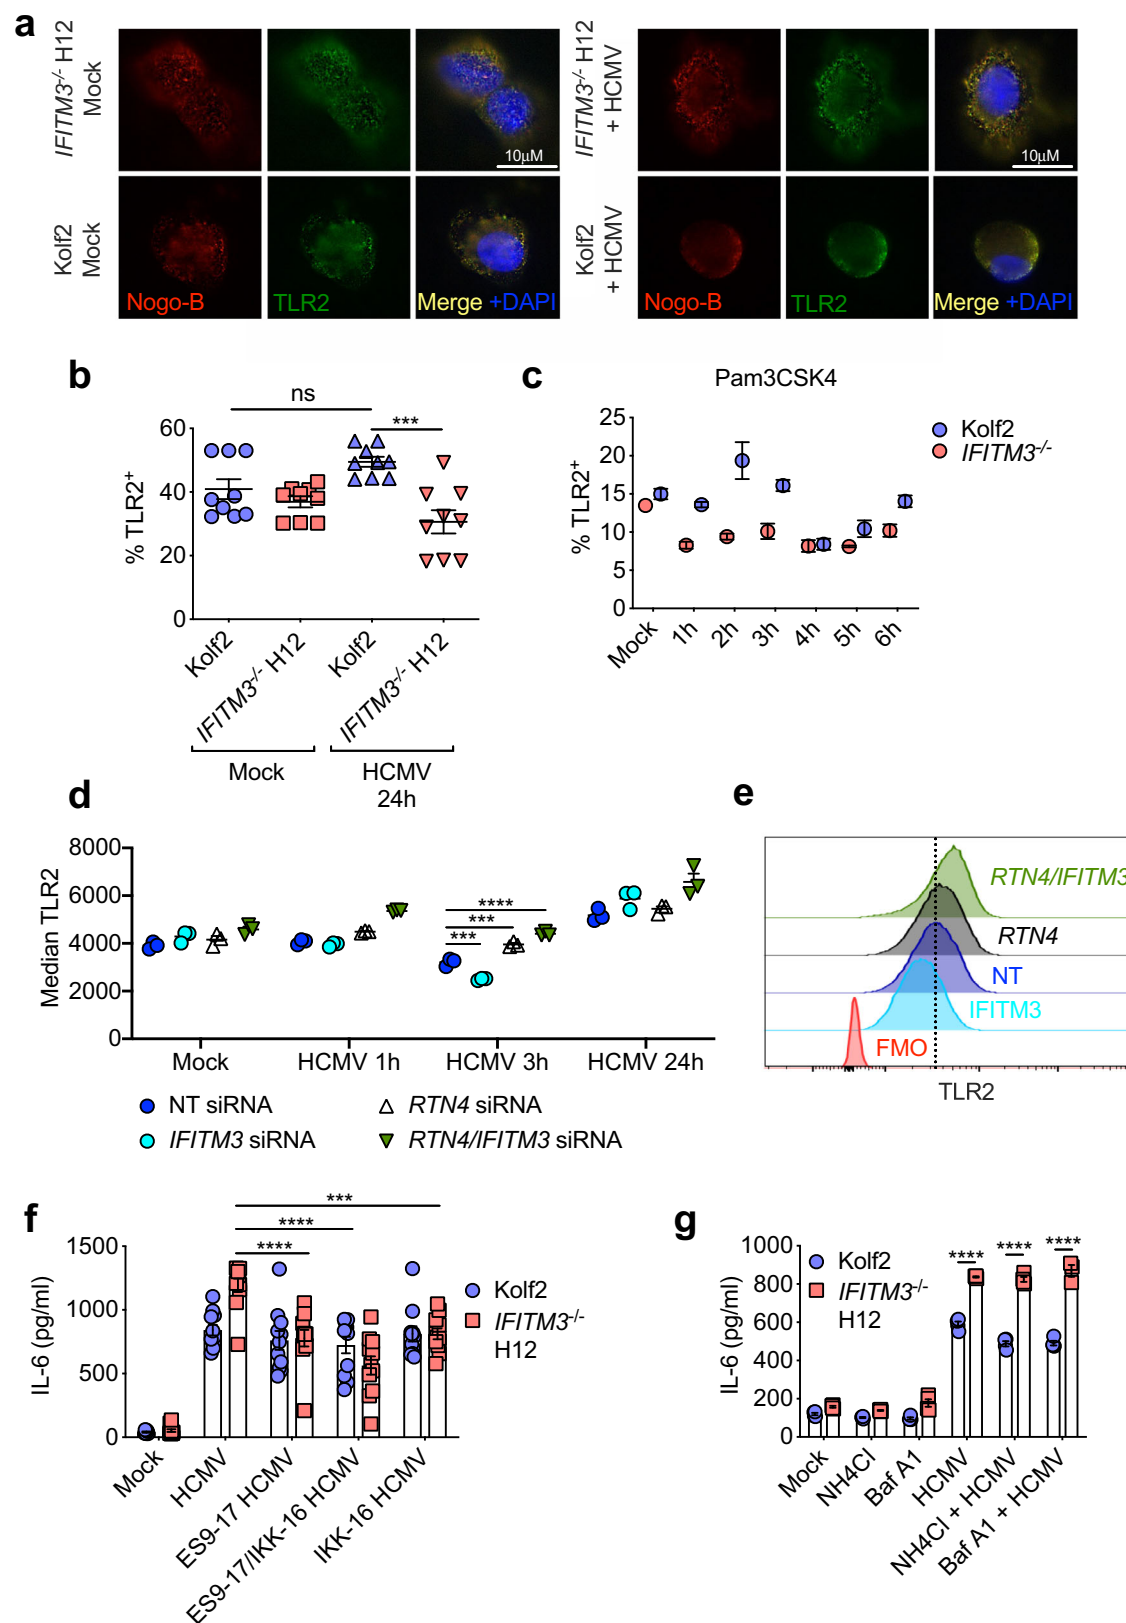 a
IFITM3-/- H12
Mock
IFITM3-/- H12
+ HCMV
10μM
10μM
Kolf2
Mock
Kolf2
+ HCMV
Nogo-B
TLR2
Merge +DAPI
Nogo-B
TLR2
Merge +DAPI
b
ns
***
% TLR2+
60
40
20
0
Kolf2
IFITM3-/- H12
Kolf2
IFITM3-/- H12
Mock
HCMV
24h
c
Pam3CSK4
% TLR2+
25
20
15
10
5
0
Mock
1h
2h
3h
4h
5h
6h
Kolf2
IFITM3-/-
d
Median TLR2
8000
6000
4000
2000
0
****
***
***
Mock
HCMV 1h
HCMV 3h
HCMV 24h
NT siRNA
RTN4 siRNA
IFITM3 siRNA
RTN4/IFITM3 siRNA
e
RTN4/IFITM3
RTN4
NT
IFITM3
FMO
TLR2
f
***
****
****
IL-6 (pg/ml)
1500
1000
500
0
Mock
HCMV
ES9-17 HCMV
ES9-17/IKK-16 HCMV
IKK-16 HCMV
Kolf2
IFITM3-/-
H12
g
**** **** ****
IL-6 (pg/ml)
1000
800
600
400
200
0
Kolf2
IFITM3-/-
H12
Mock
NH4Cl
Baf A1
HCMV
NH4Cl + HCMV
Baf A1 + HCMV